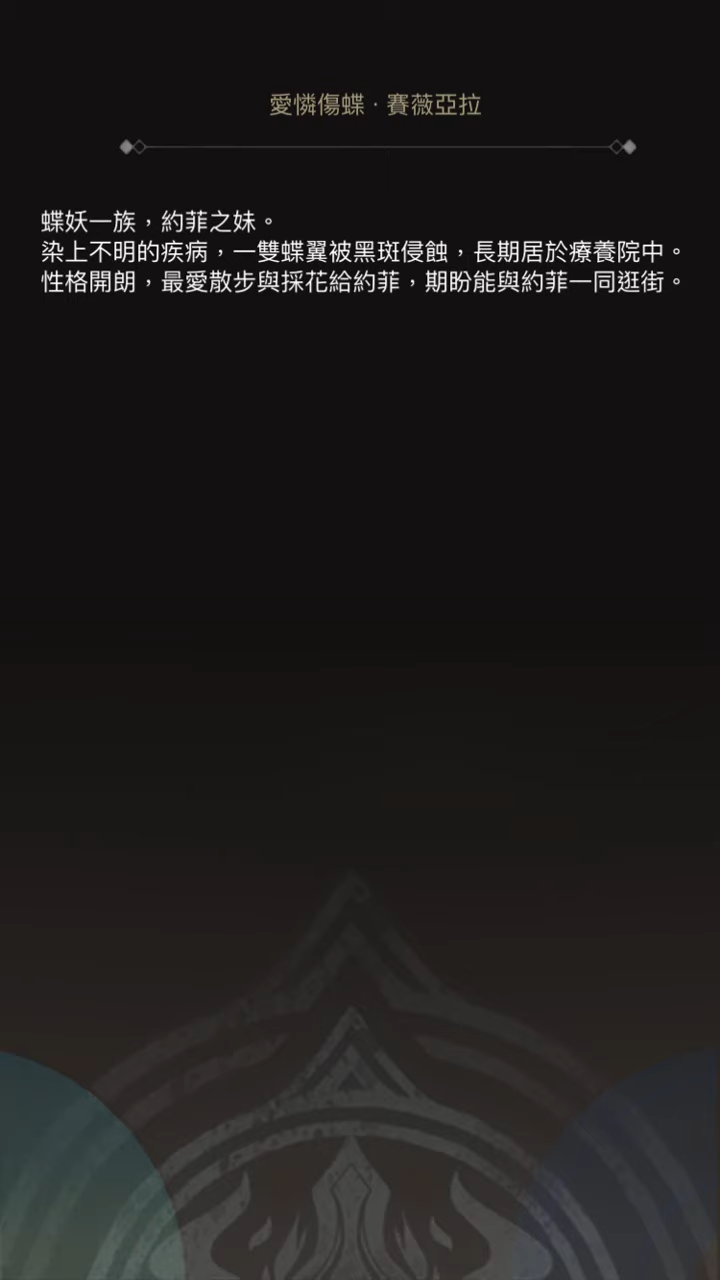 愛憐傷蝶·賽薇亞拉
蝶妖一族，約菲之妹。
染上不明的疾病，一雙蝶翼被黑斑侵蝕，長期居於療養院中。
性格開朗，最愛散步與採花給約菲，期盼能與約菲一同逛街。